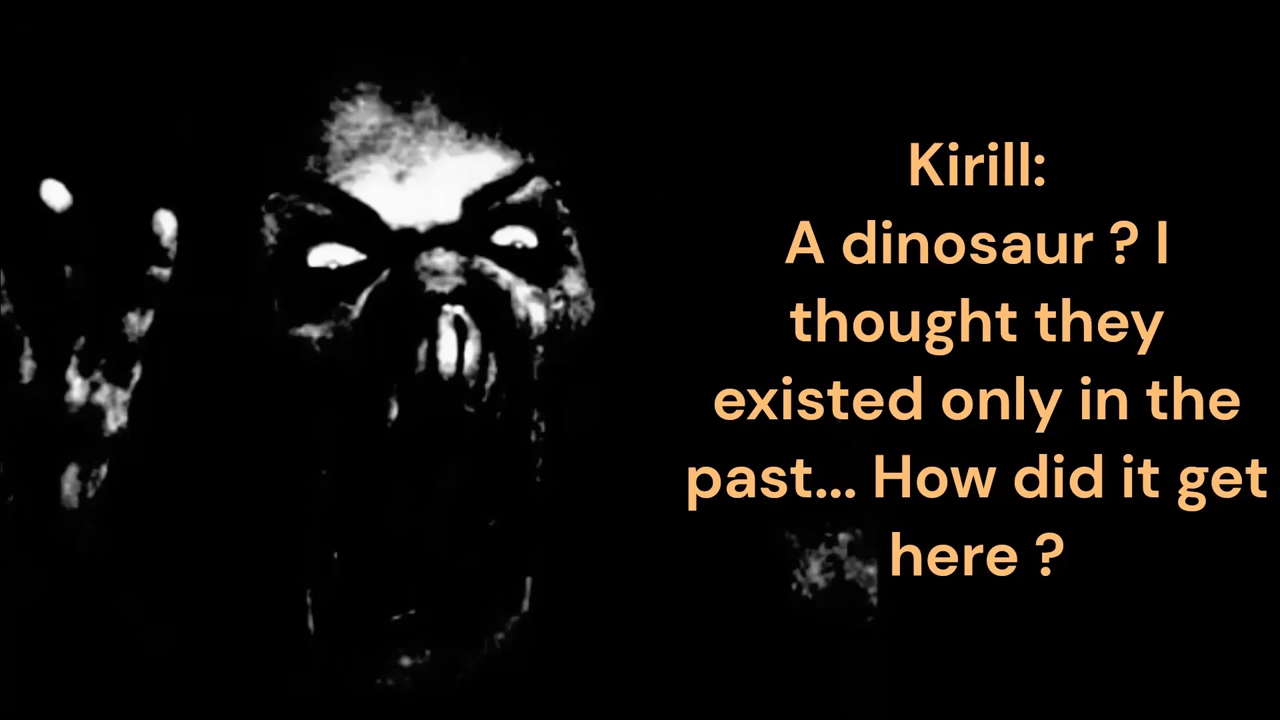 Kirill:
A dinosaur ? I
thought they
existed only in the
past... How did it get
here ?